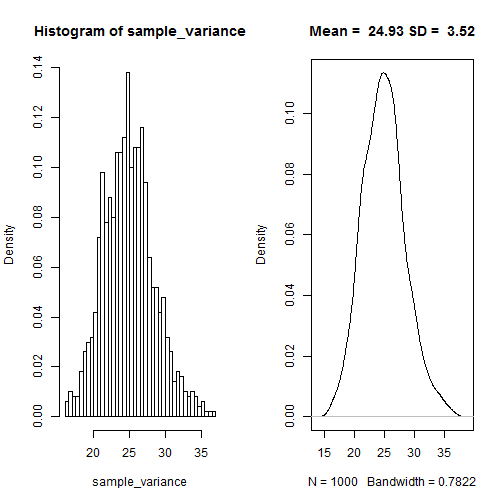 Histogram of sample_variance
Density
0.14
0.12
0.10
0.08
0.06
0.04
0.02
0.00
20 25 30 35
sample_variance
Mean =  24.93 SD =  3.52
Density
0.10
0.08
0.06
0.04
0.02
0.00
15 20 25 30 35
N = 1000   Bandwidth = 0.7822